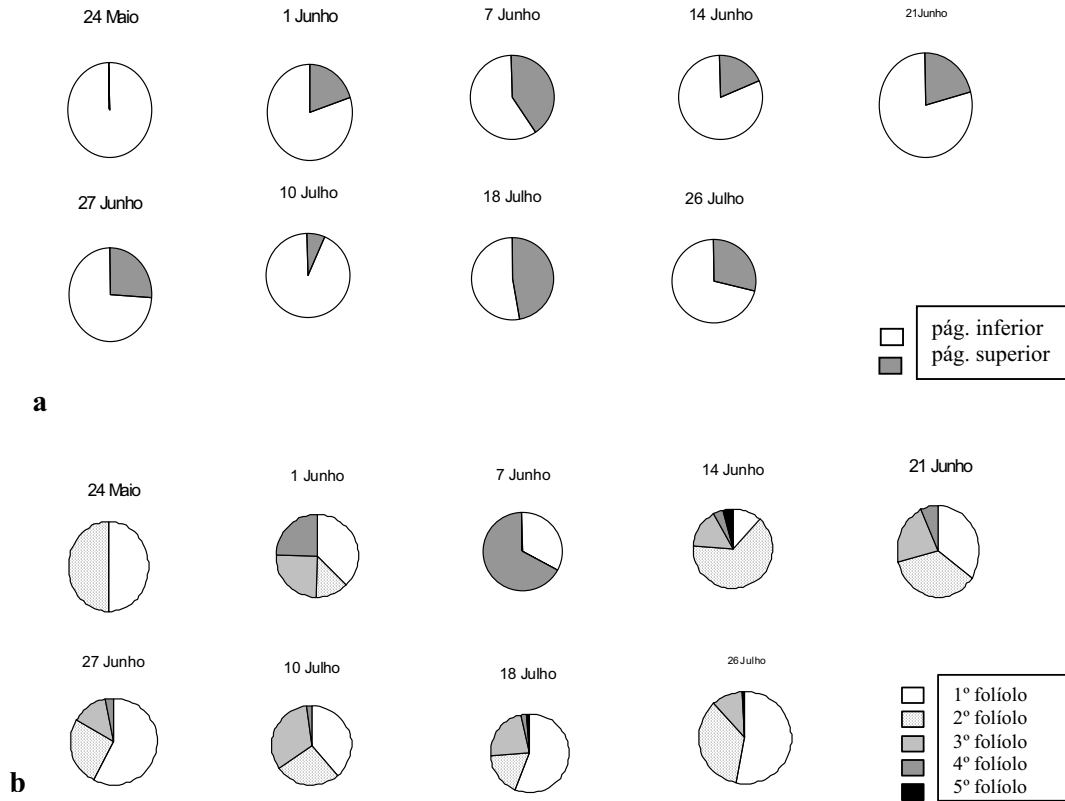 24 Maio
1 Junho
7 Junho
14 Junho
21Junho
27 Junho
10 Julho
18 Julho
26 Julho
pág. inferior
pág. superior
a
24 Maio
1 Junho
7 Junho
14 Junho
21 Junho
27 Junho
10 Julho
18 Julho
26 Julho
1º folíolo
2º folíolo
3º folíolo
4º folíolo
5º folíolo
b